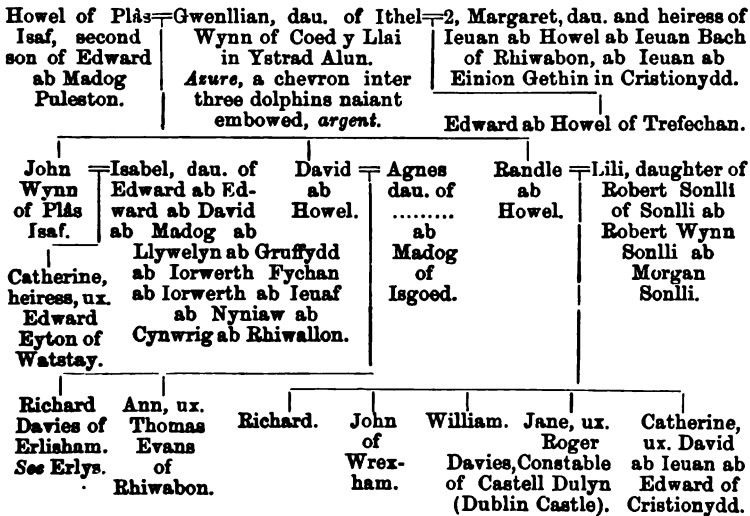 Howel of Plâs
Isaf, second
son of Edward
ab Madog
Puleston.
Gwenllian, dau. of Ithel
Wynn of Coed y Llai
in Ystrad Alun.
Azure, a chevron inter
three dolphins naiant
embowed, argent.
2, Margaret, dau. and heiress of
Ieuan ab Howel ab Ieuan Bach
of Rhiwabon, ab Ieuan ab
Einion Gethin in Cristionydd.
Edward ab Howel of Trefechan.
John
Wynn
of Plâs
Isaf.
Isabel, dau. of
Edward ab Ed-
ward ab David
ab Madog ab
Llywelyn ab Gruffydd
ab Iorwerth Fychan
ab Iorwerth ab Ieuaf
ab Nyniaw ab
Cynwrig ab Rhiwallon.
David
ab
Howel.
Agnes
dau. of
.........
ab
Madog
of
Isgoed.
Randle
ab
Howel.
Lili, daughter of
Robert Sonlli
of Sonlli ab
Robert Wynn
Sonlli ab
Morgan
Sonlli.
Catherine,
heiress, ux.
Edward
Eyton of
Watstay.
Richard
Davies of
Erlisham.
See Erlys.
Ann, ux.
Thomas
Evans
of
Rhiwabon.
Richard.
John
of
Wrex-
ham.
William.
Jane, ux.
Roger
Davies, Constable
of Castell Dulyn
(Dublin Castle).
Catherine,
ux. David
ab Ieuan ab
Edward of
Cristionydd.